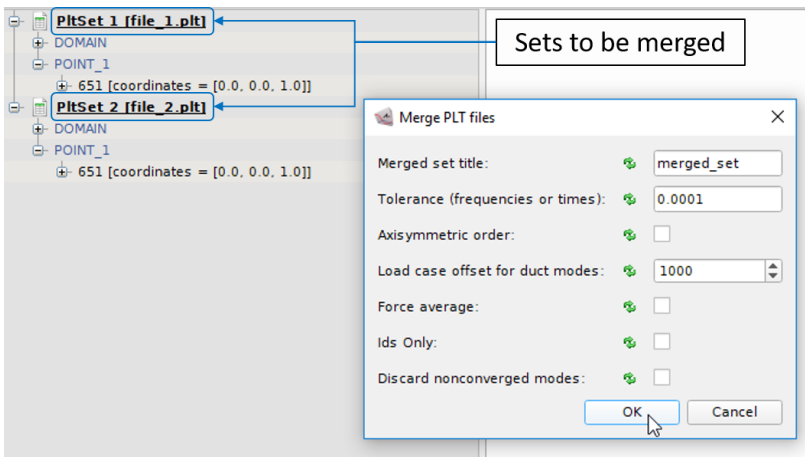 PltSet 1 [file_1.plt]
DOMAIN
POINT_1
651 [coordinates = [0.0, 0.0, 1.0]]
PltSet 2 [file_2.plt]
DOMAIN
POINT_1
651 [coordinates = [0.0, 0.0, 1.0]]
Sets to be merged
Merge PLT files
Merged set title: merged_set
Tolerance (frequencies or times): 0.0001
Axisymmetric order:
Load case offset for duct modes: 1000
Force average:
Ids Only:
Discard nonconverged modes:
OK Cancel